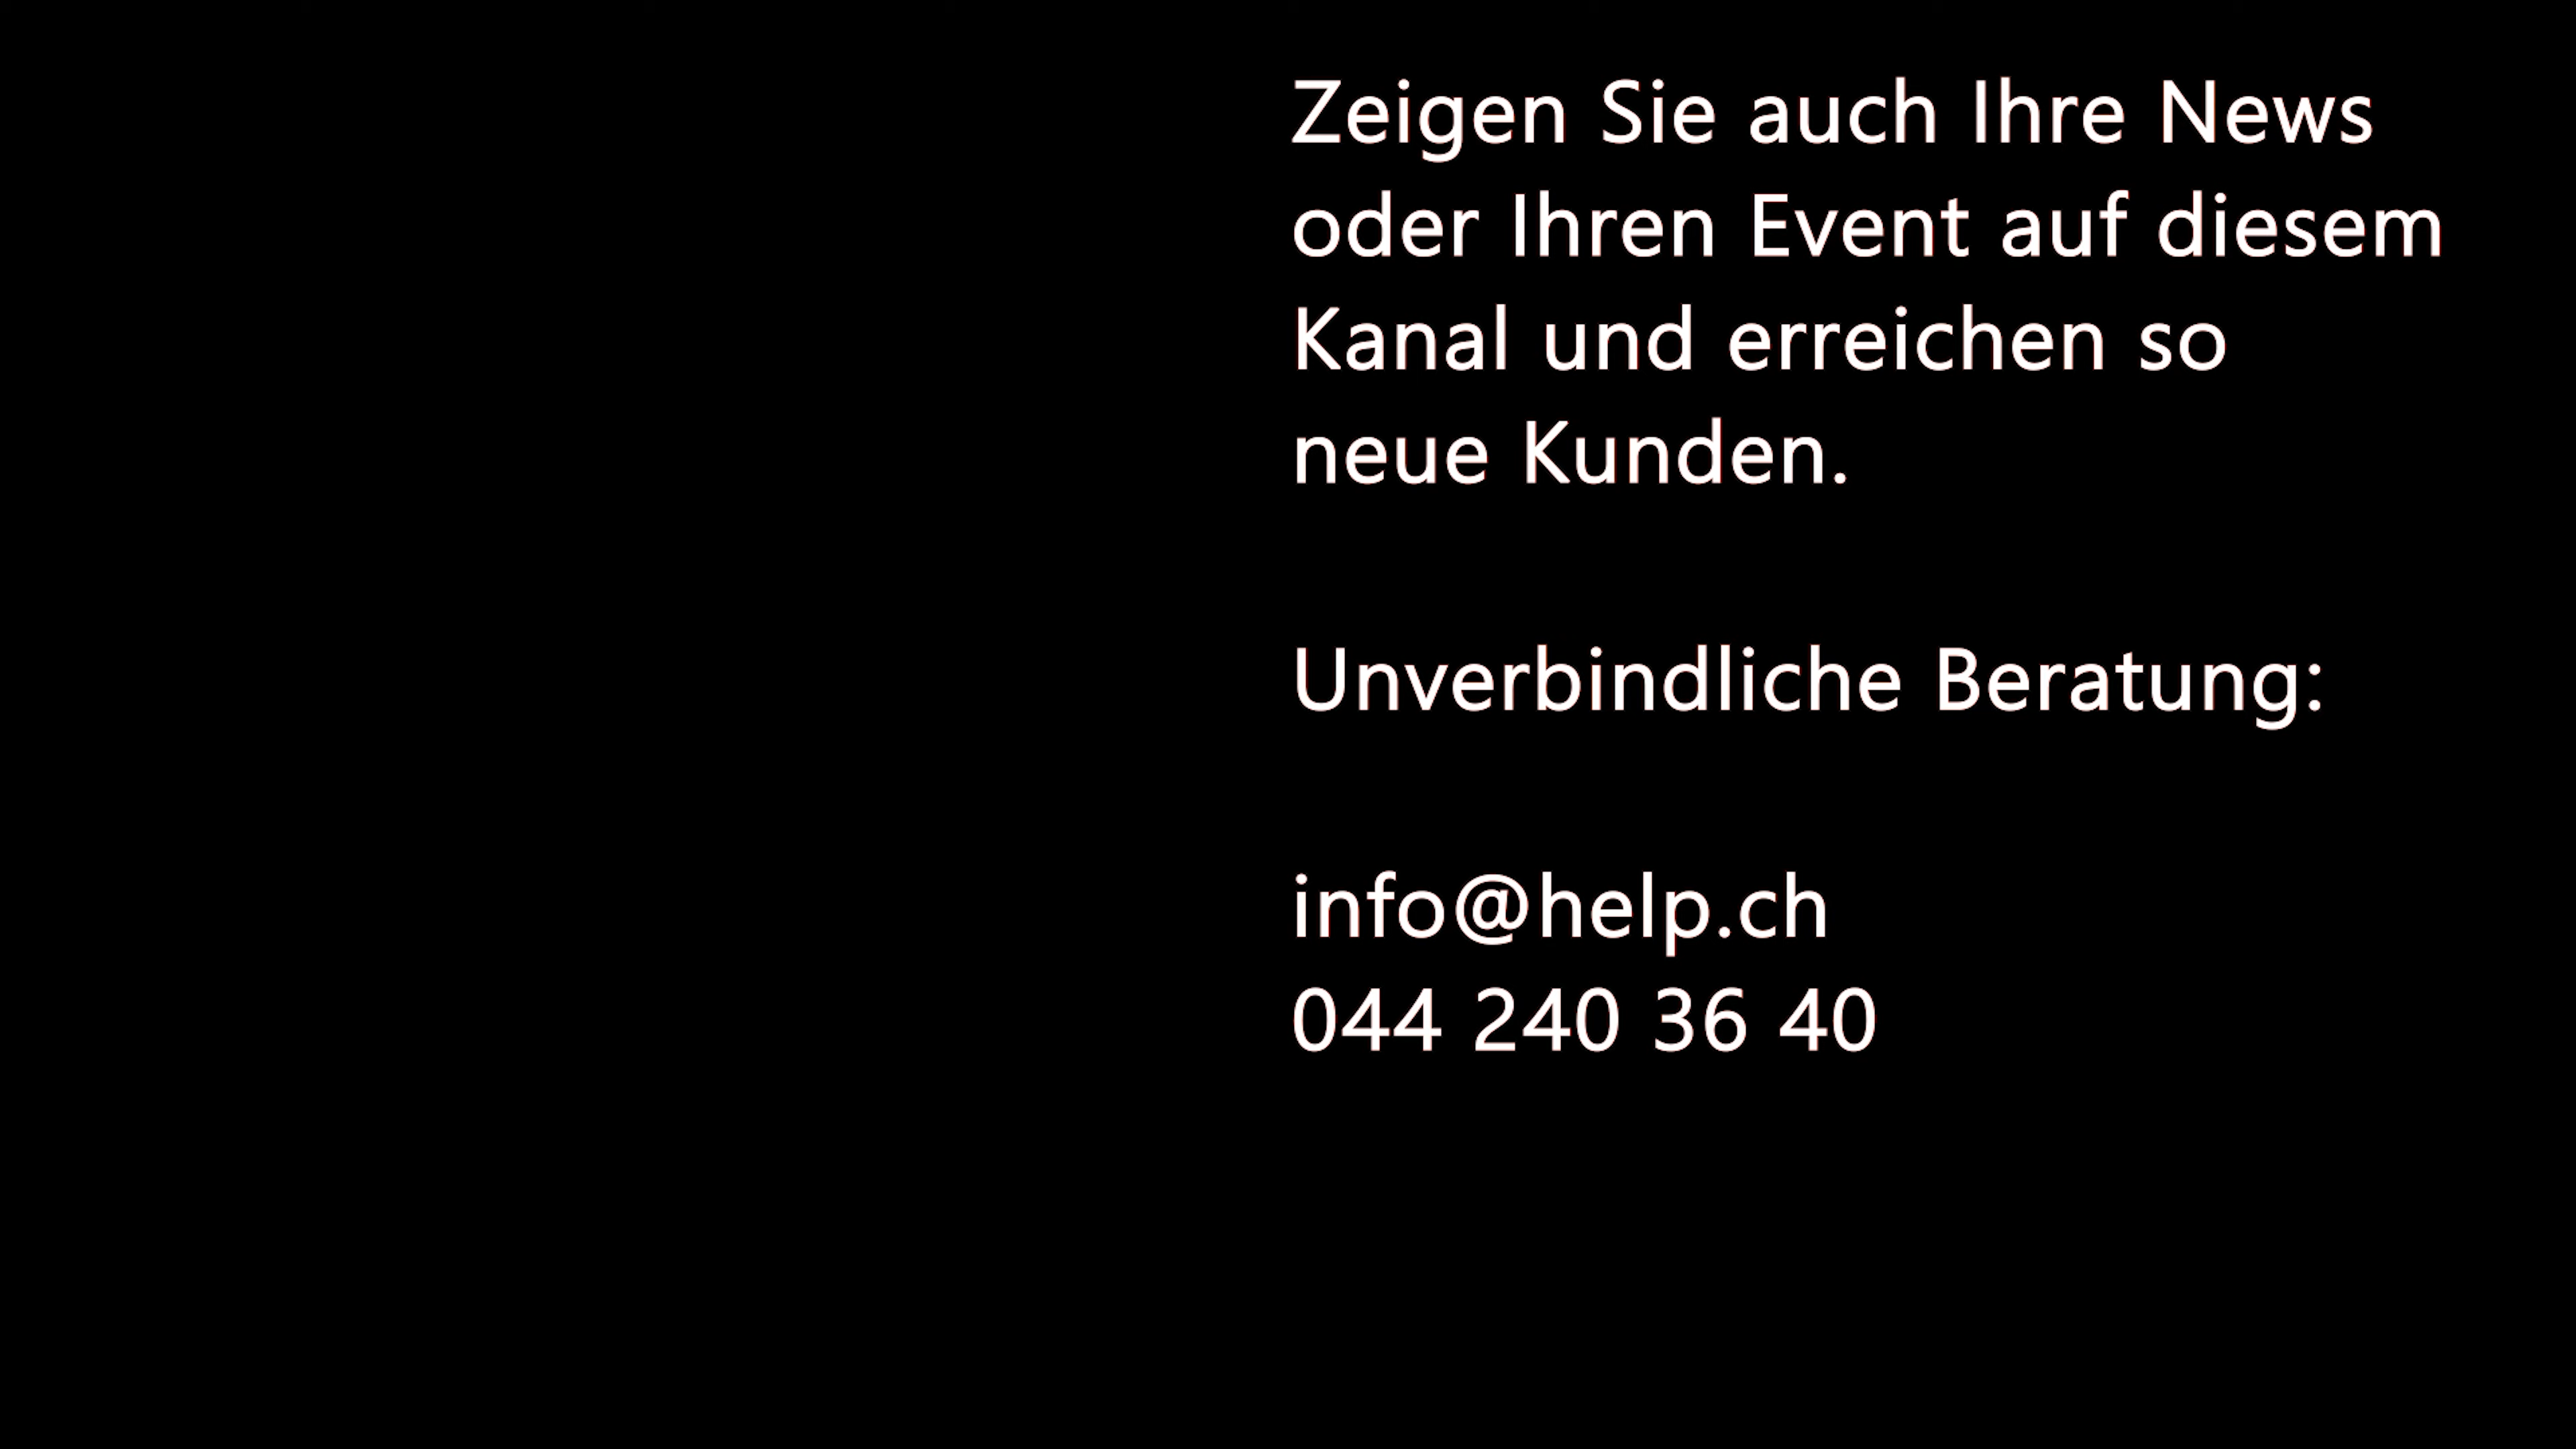 Zeigen Sie auch Ihre News
oder Ihren Event auf diesem
Kanal und erreichen so
neue Kunden.
Unverbindliche Beratung:
info@help.ch
044 240 36 40